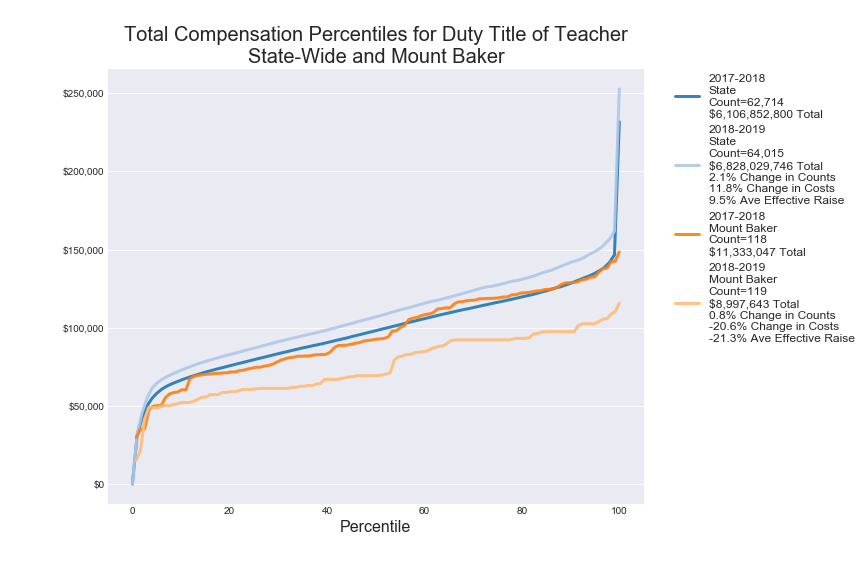 Total Compensation Percentiles for Duty Title of Teacher
State-Wide and Mount Baker
$250,000
$200,000
$150,000
$100,000
$50,000
$0
0
20
40
60
80
100
Percentile
2017-2018
State
Count=62,714
$6,106,852,800 Total
2018-2019
State
Count=64,015
$6,828,029,746 Total
2.1% Change in Counts
11.8% Change in Costs
9.5% Ave Effective Raise
2017-2018
Mount Baker
Count=118
$11,333,047 Total
2018-2019
Mount Baker
Count=119
$8,997,643 Total
0.8% Change in Counts
-20.6% Change in Costs
-21.3% Ave Effective Raise